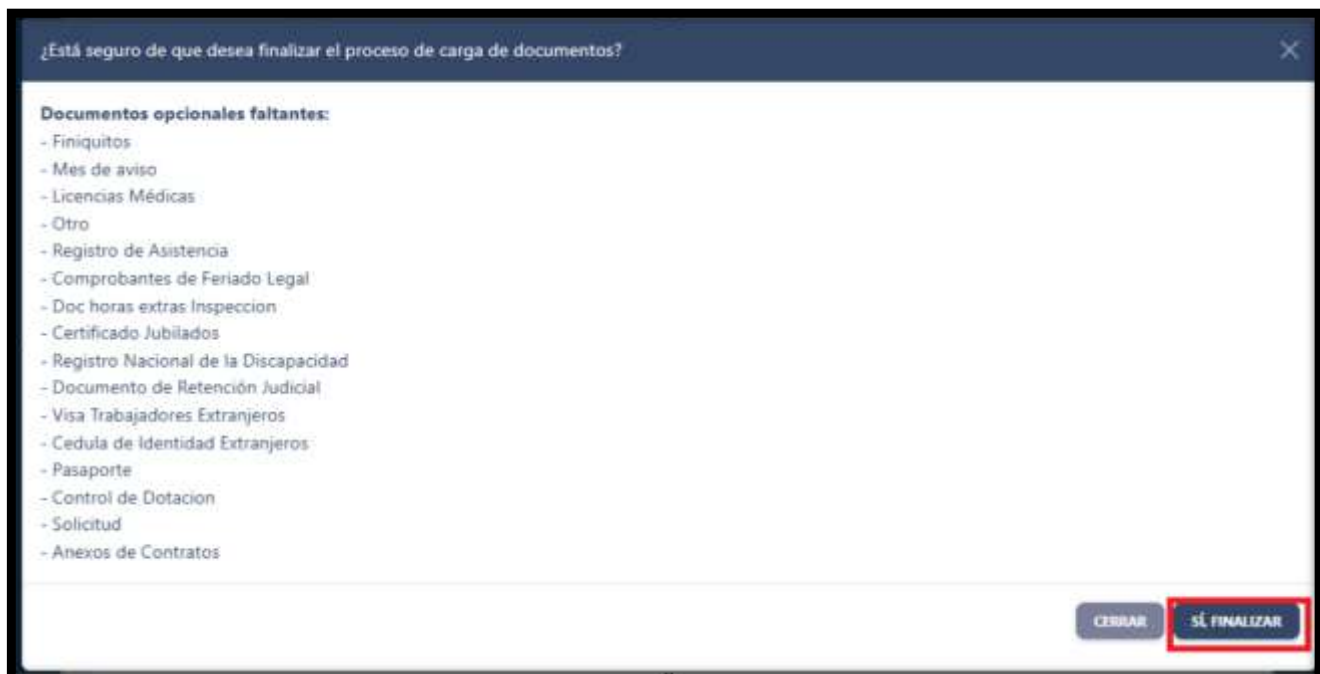 ¿Está seguro de que desea finalizar el proceso de carga de documentos?
Documentos opcionales faltantes:
- Finiquitos
- Mes de aviso
- Licencias Médicas
- Otro
- Registro de Asistencia
- Comprobantes de Feriado Legal
- Doc horas extras Inspeccion
- Certificado Jubilados
- Registro Nacional de la Discapacidad
- Documento de Retención Judicial
- Visa Trabajadores Extranjeros
- Cedula de Identidad Extranjeros
- Pasaporte
- Control de Dotacion
- Solicitud
- Anexos de Contratos
CERRAR SÍ, FINALIZAR